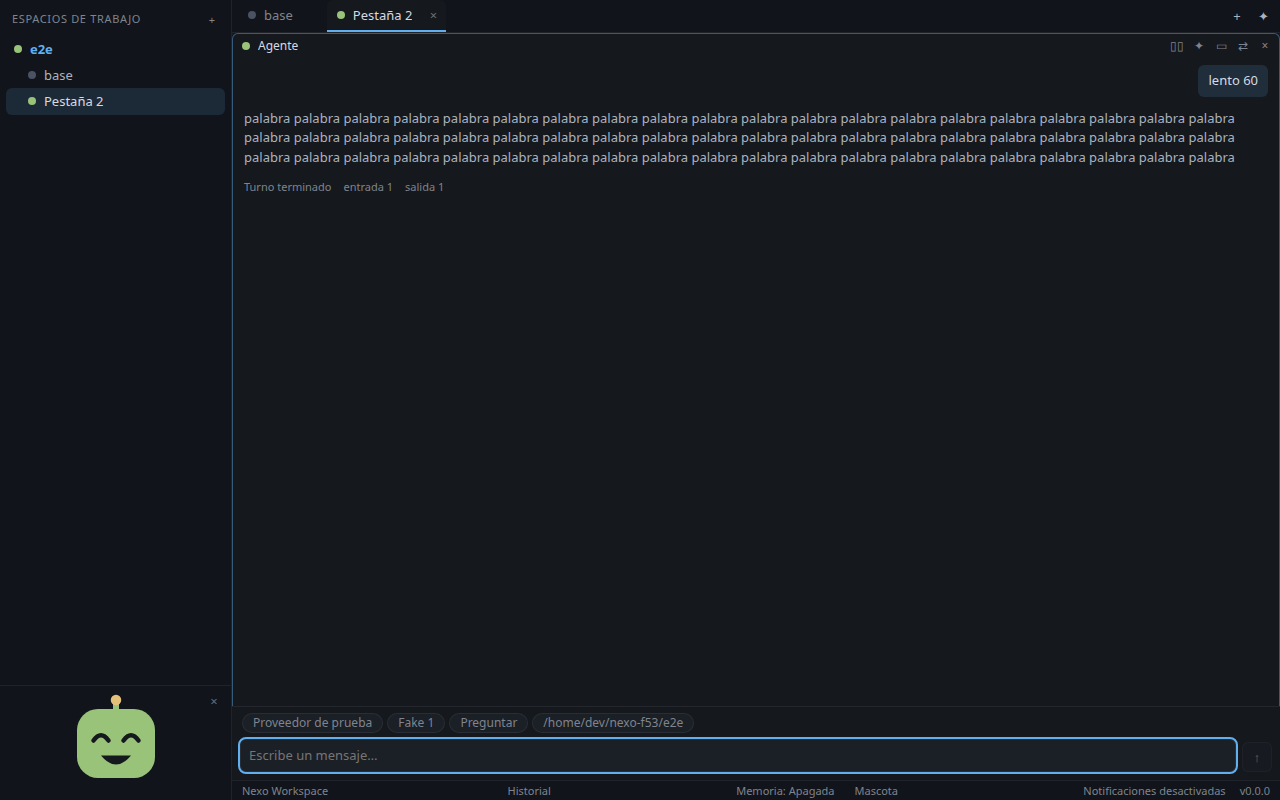 ESPACIOS DE TRABAJO +
e2e
base
Pestaña 2
base
Pestaña 2 ×
+
Agente
×
lento 60
palabra palabra palabra palabra palabra palabra palabra palabra palabra palabra palabra palabra palabra palabra palabra palabra palabra palabra palabra palabra
palabra palabra palabra palabra palabra palabra palabra palabra palabra palabra palabra palabra palabra palabra palabra palabra palabra palabra palabra palabra
palabra palabra palabra palabra palabra palabra palabra palabra palabra palabra palabra palabra palabra palabra palabra palabra palabra palabra palabra palabra
Turno terminado entrada 1 salida 1
×
Proveedor de prueba Fake 1 Preguntar /home/dev/nexo-f53/e2e
Escribe un mensaje...
↑
Nexo Workspace Historial Memoria: Apagada Mascota Notificaciones desactivadas v0.0.0